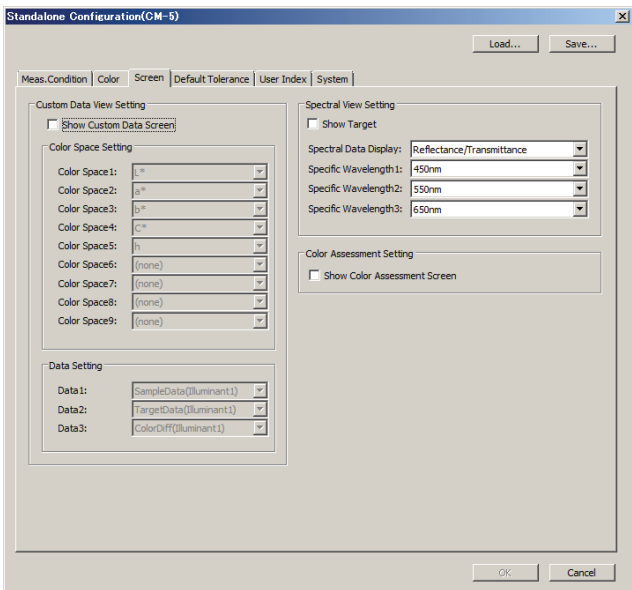 Standalone Configuration(CM-5)
Load... Save...
Meas.Condition Color Screen Default Tolerance User Index System
Custom Data View Setting
Show Custom Data Screen
Color Space Setting
Color Space1: L*
Color Space2: a*
Color Space3: b*
Color Space4: C*
Color Space5: h
Color Space6: (none)
Color Space7: (none)
Color Space8: (none)
Color Space9: (none)
Data Setting
Data1: SampleData(Illuminant1)
Data2: TargetData(Illuminant1)
Data3: ColorDiff(Illuminant1)
Spectral View Setting
Show Target
Spectral Data Display: Reflectance/Transmittance
Specific Wavelength1: 450nm
Specific Wavelength2: 550nm
Specific Wavelength3: 650nm
Color Assessment Setting
Show Color Assessment Screen
OK Cancel